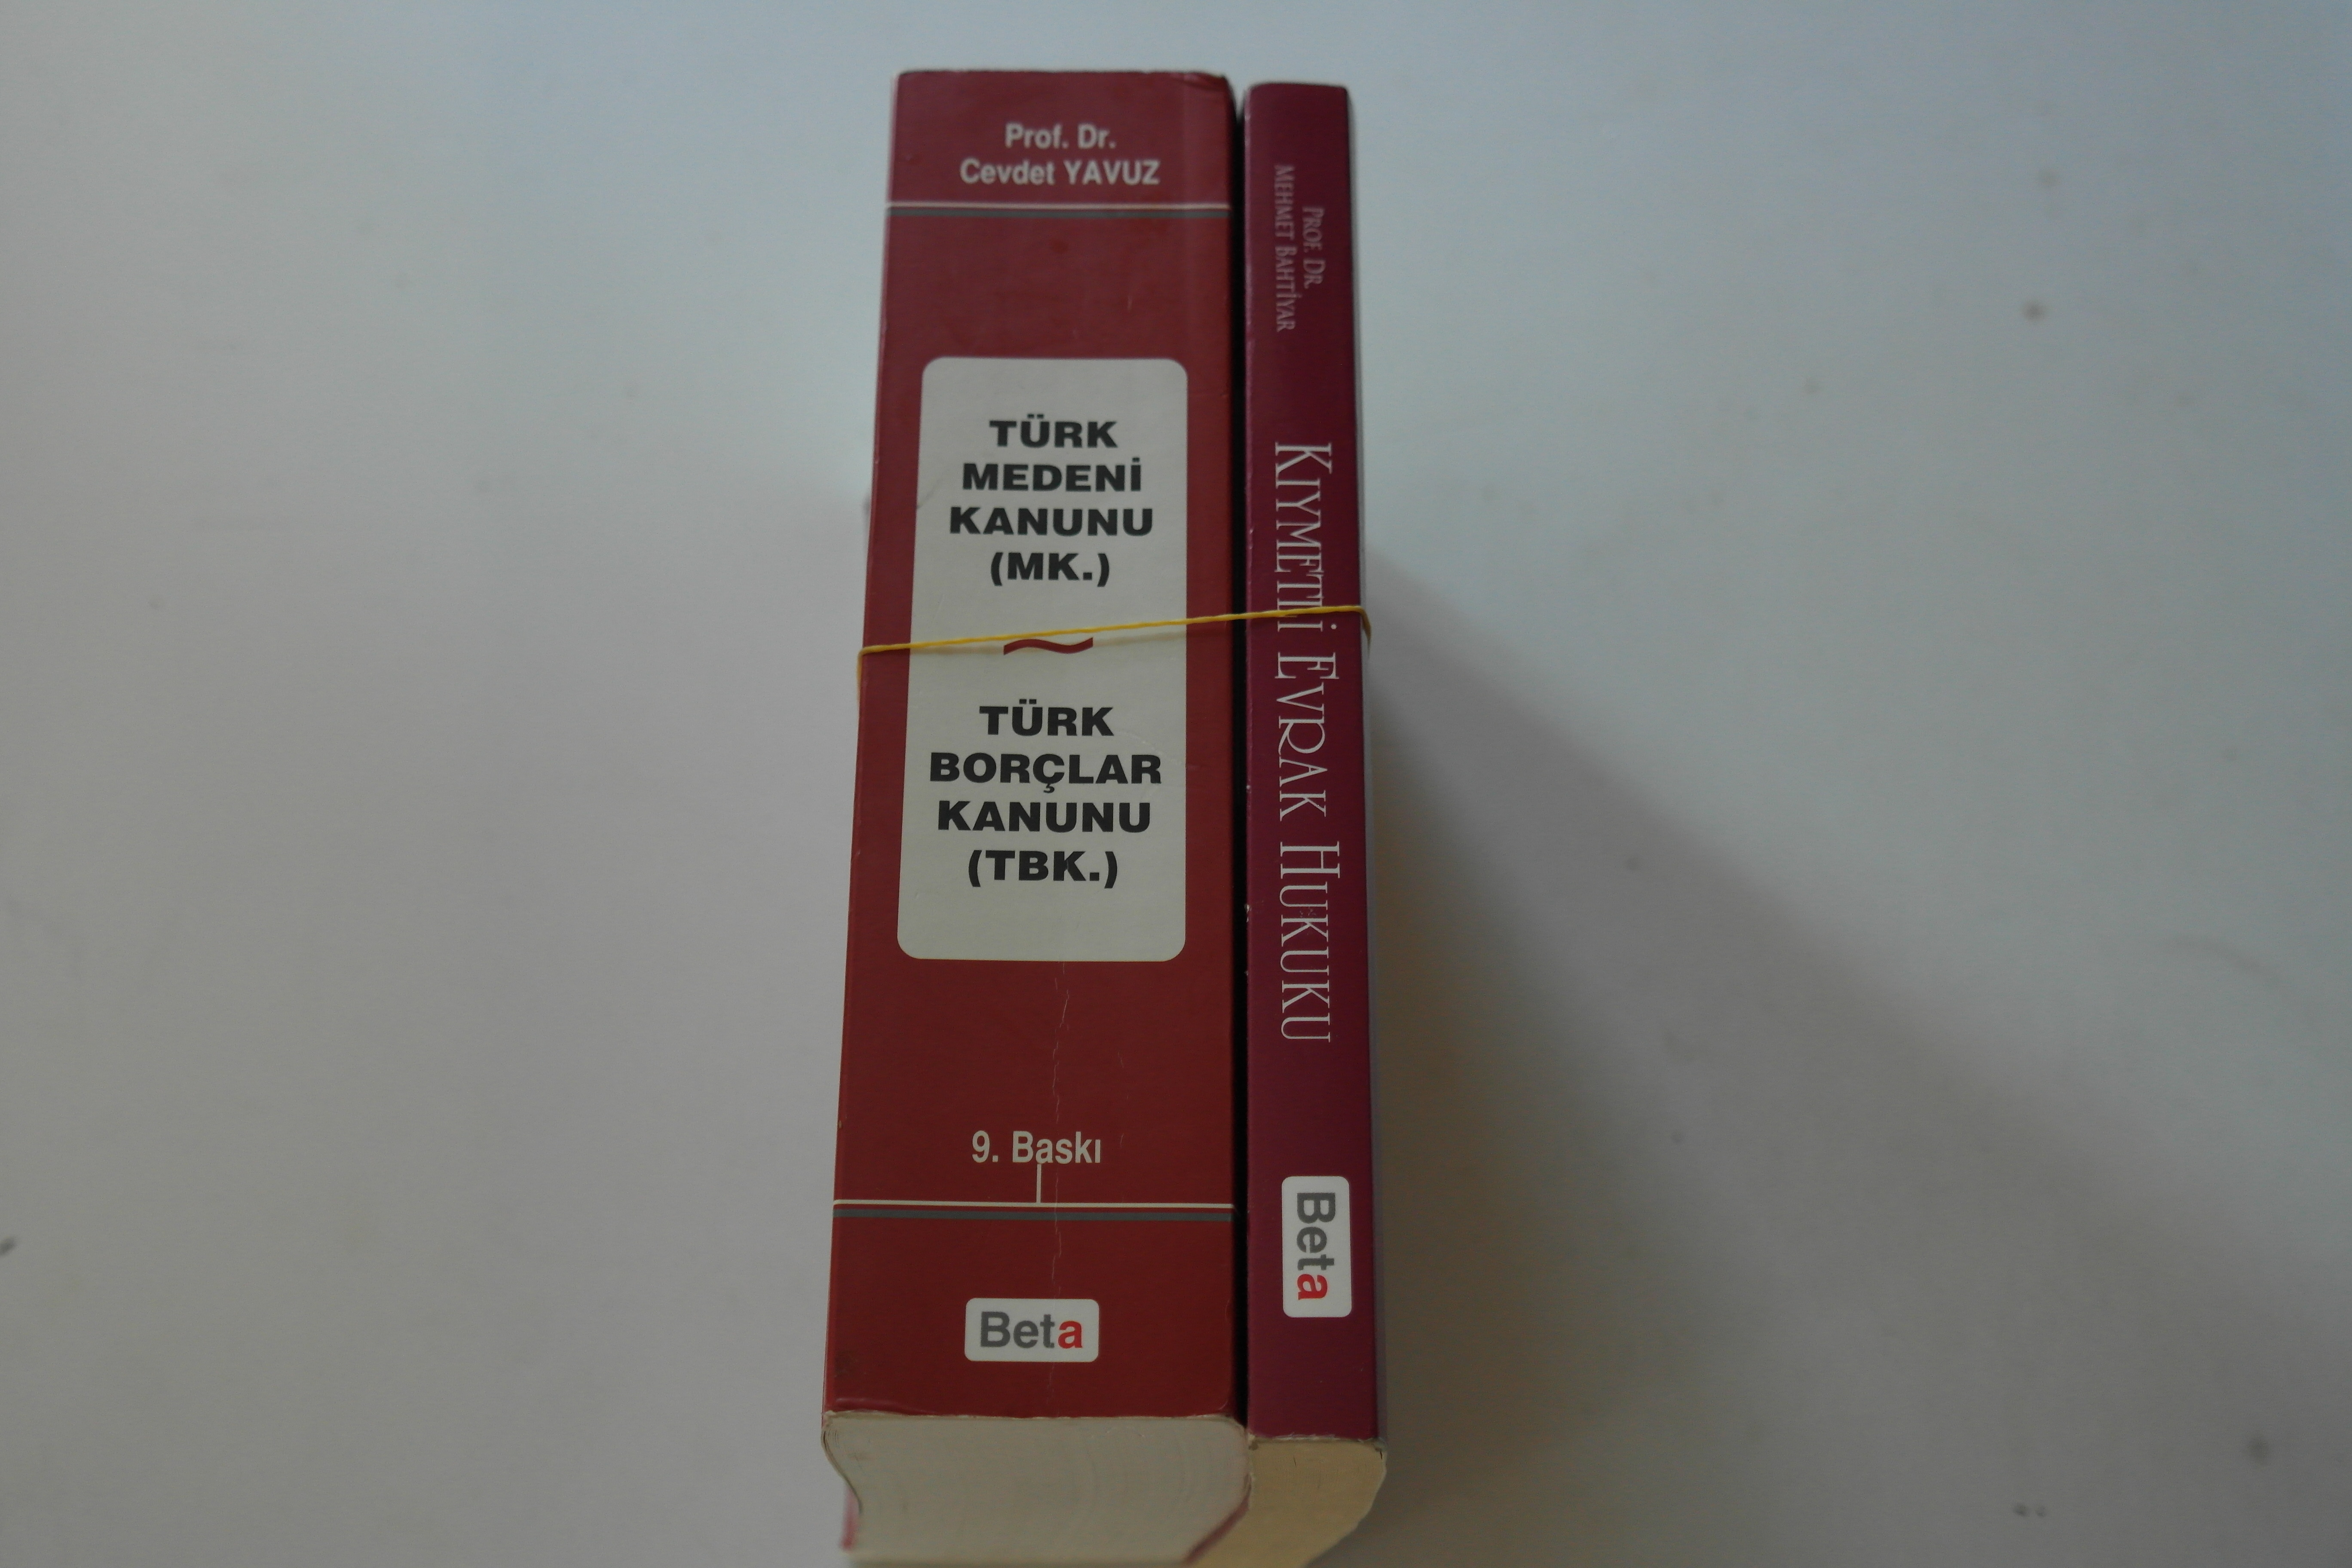 Prof. Dr.
Cevdet YAVUZ
TÜRK
MEDENİ
KANUNU
(MK.)
~
TÜRK
BORÇLAR
KANUNU
(TBK.)
9. Baskı
Beta
PROF. DR.
MEHMET BAHTİYAR
KIYMETLİ EVRAK HUKUKU
Beta